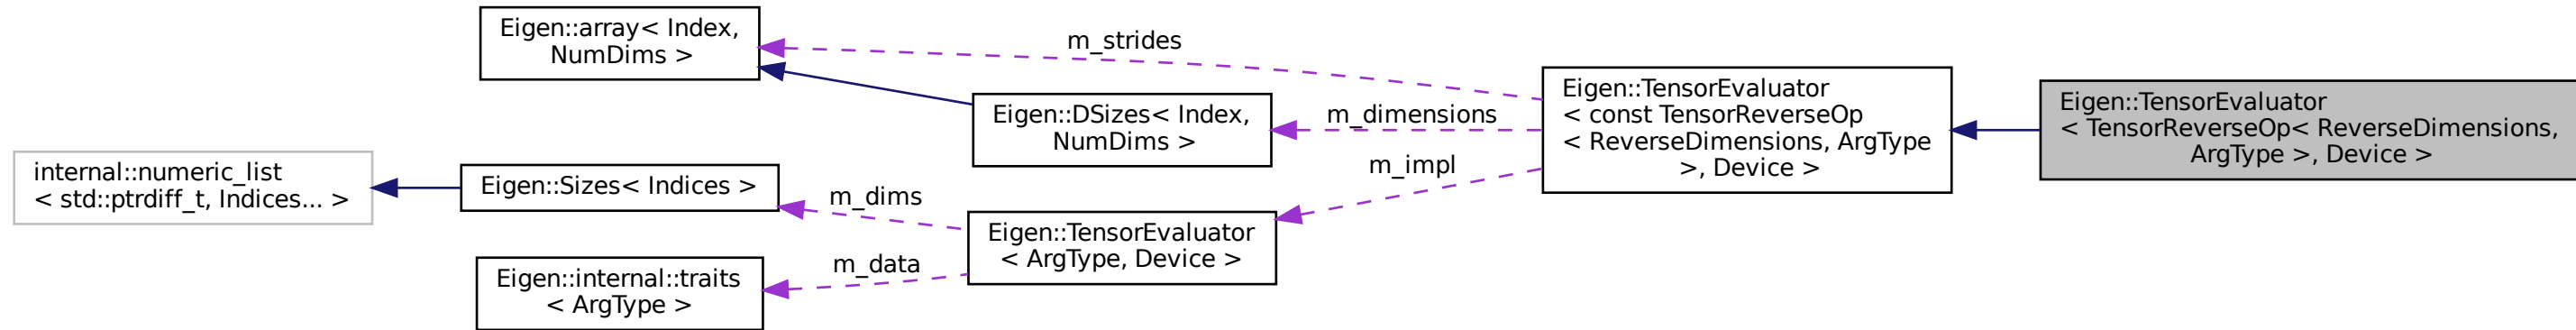 Eigen::array< Index,
NumDims >
m_strides
Eigen::DSizes< Index,
NumDims >
m_dimensions
Eigen::TensorEvaluator
< const TensorReverseOp
< ReverseDimensions, ArgType
>, Device >
Eigen::TensorEvaluator
< TensorReverseOp< ReverseDimensions,
ArgType >, Device >
internal::numeric_list
< std::ptrdiff_t, Indices... >
Eigen::Sizes< Indices >
m_dims
m_impl
Eigen::TensorEvaluator
< ArgType, Device >
Eigen::internal::traits
< ArgType >
m_data